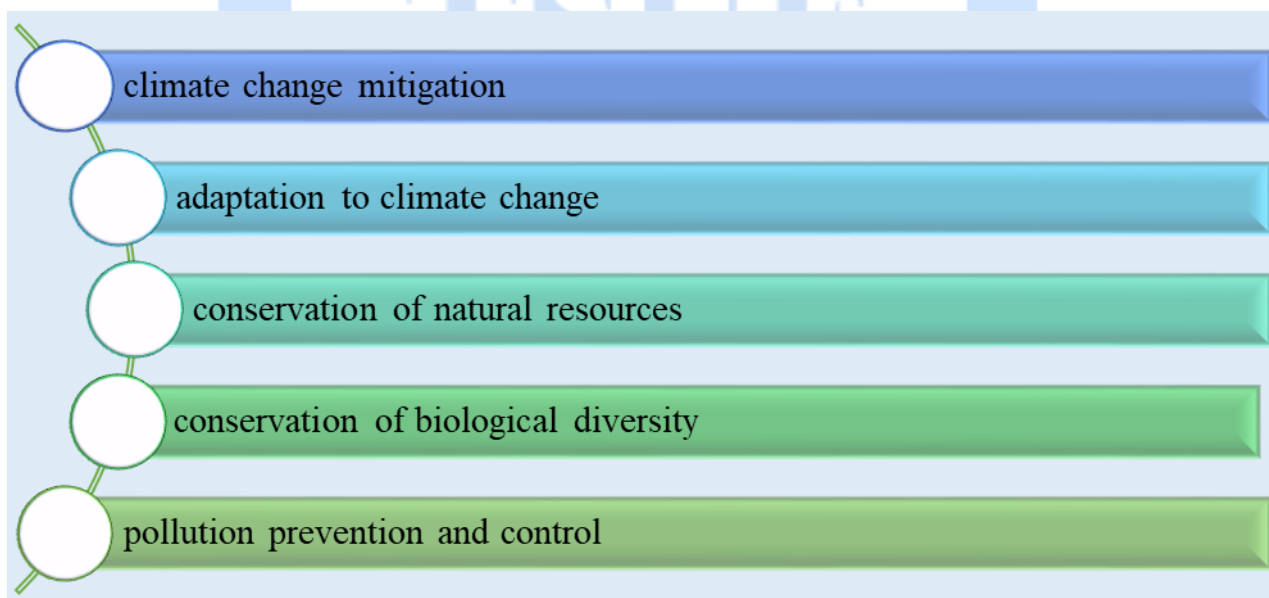 climate change mitigation
adaptation to climate change
conservation of natural resources
conservation of biological diversity
pollution prevention and control